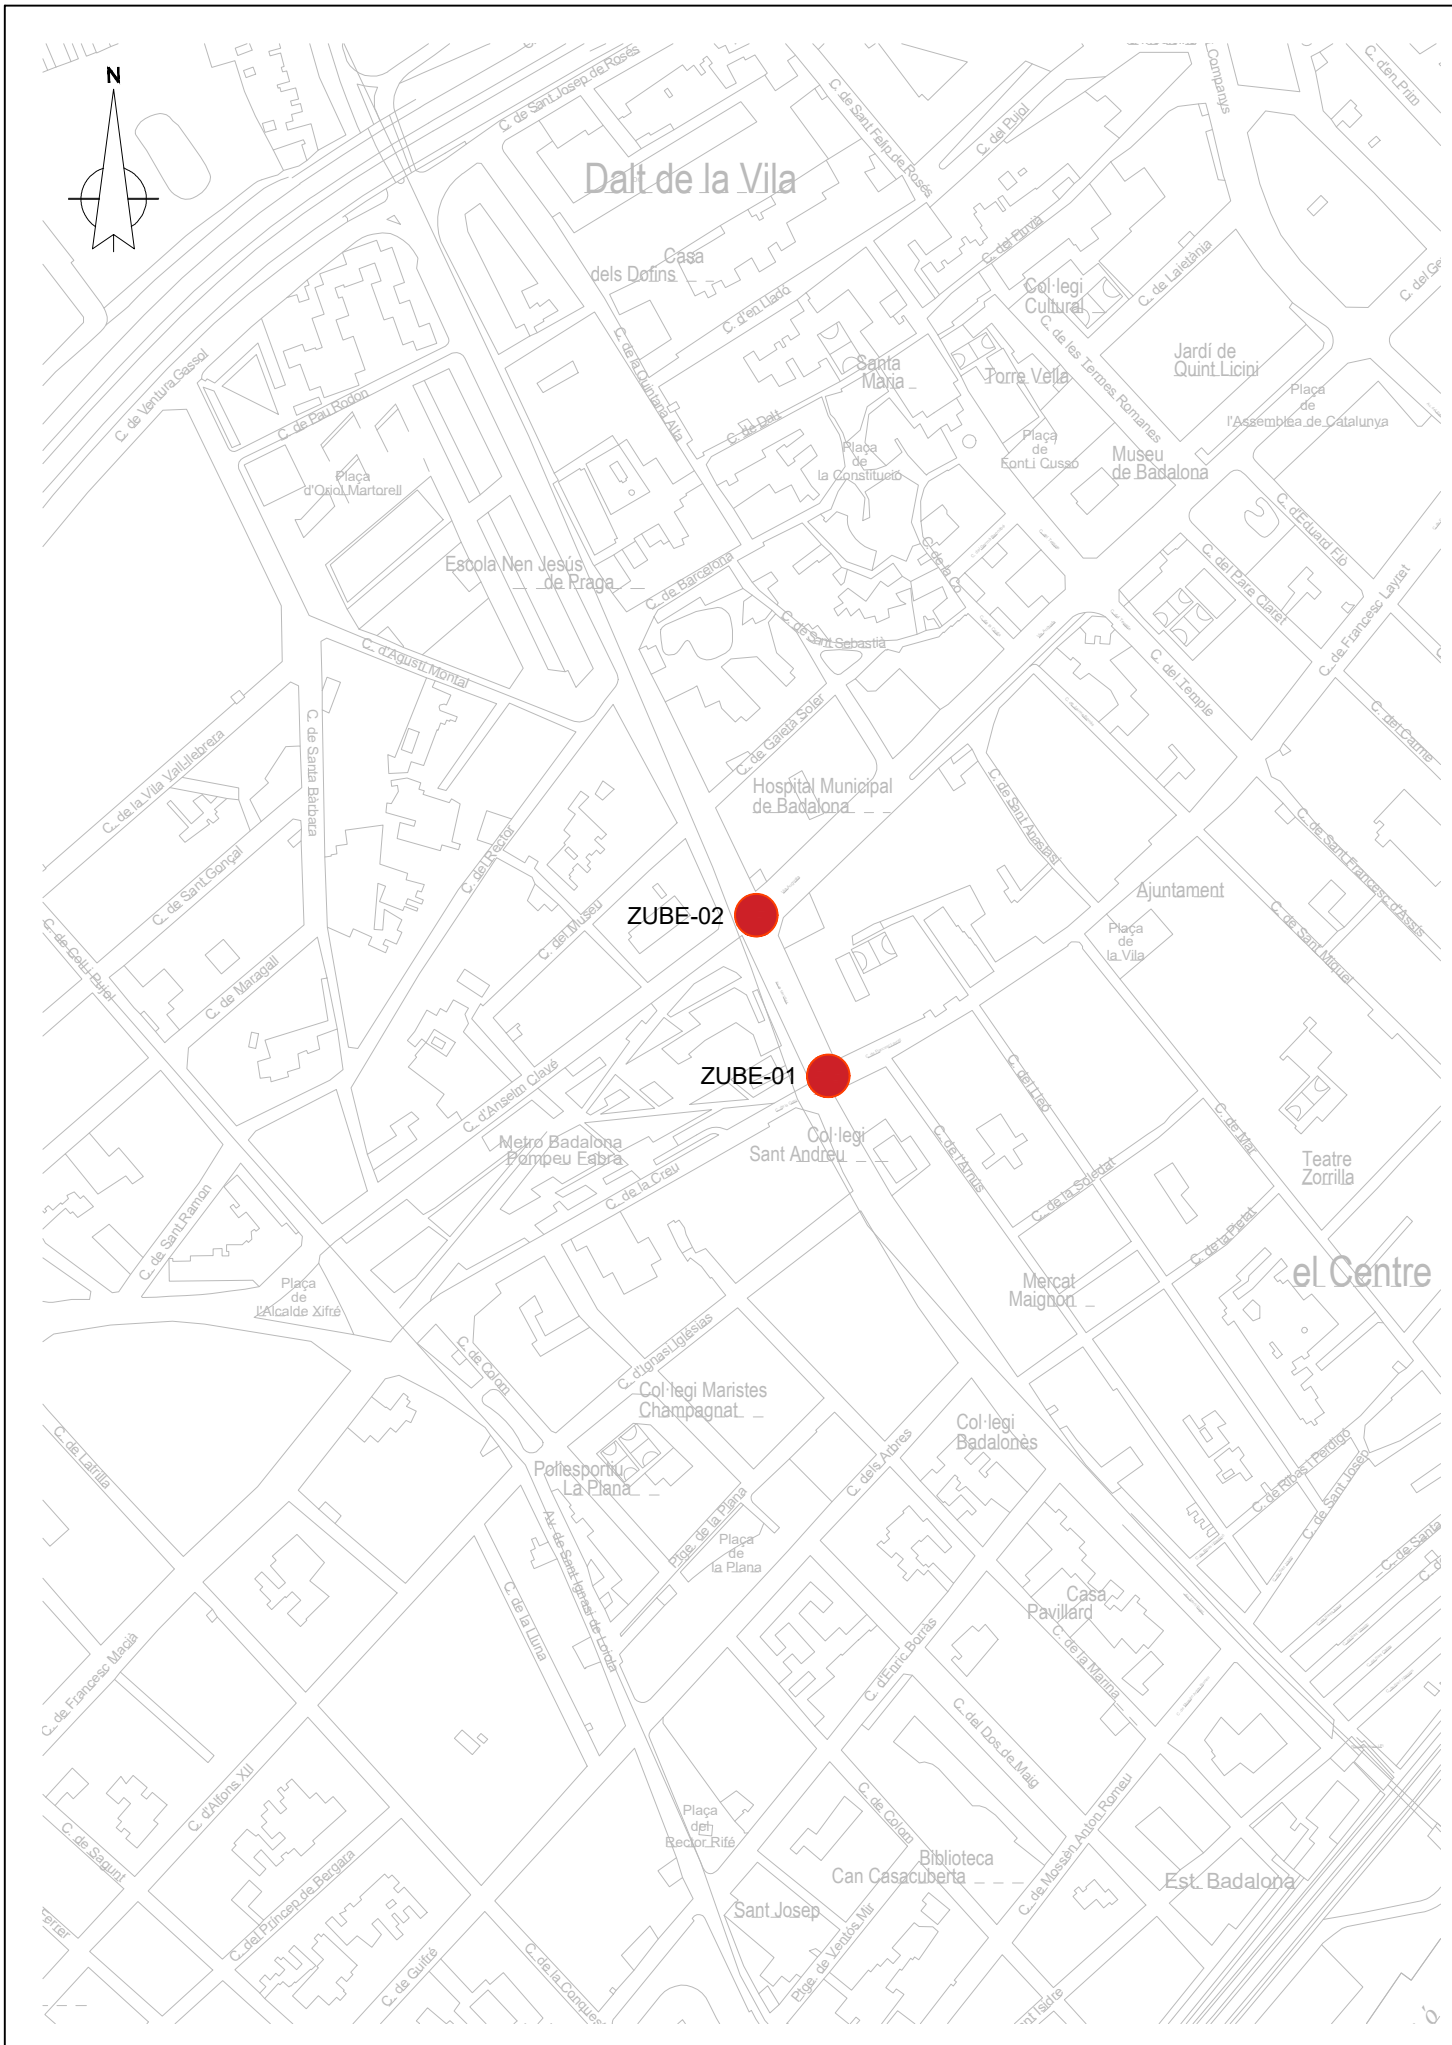 N
C. de Sant Josep de Rosés
C. de Sant Felip de Rosés
C. del Pujol
Companys
C. d'en Prim
Dalt de la Vila
Casa
dels Dofins
C. del Fluvià
C. de Laietània
Col·legi
Cultural
C. d'en Lladó
C. de les Termes Romanes
Jardí de
Quint Licini
C. de Ventura Gassol
C. de la Quintana Alta
Santa
Maria
Torre Vella
Plaça
de
l'Assemblea de Catalunya
C. de Pau Rodon
C. de Dalt
Plaça
de
la Constitució
Plaça
de
Font i Cussó
Museu
de Badalona
Plaça
d'Oriol Martorell
C. d'Eduard Flò
Escola Nen Jesús
de Praga
C. de Barcelona
C. de la Co
C. del Pare Claret
C. de Francesc Layret
C. de Sant Sebastià
C. d'Agustí Montal
C. del Temple
C. de Gaietà Soler
C. del Carme
C. de la Vila Vall-llebrera
C. de Santa Bàrbara
Hospital Municipal
de Badalona
C. de Sant Anastasi
C. de Sant Francesc d'Assís
C. de Sant Gonçal
C. del Rector
Ajuntament
ZUBE-02
C. del Museu
Plaça
de
la Vila
C. de Sant Miquel
C. de Coll i Pujol
C. de Maragall
ZUBE-01
C. d'Anselm Clavé
C. del Lleó
C. de Mar
Metro Badalona
Pompeu Fabra
Col·legi
Sant Andreu
C. de l'Arnús
Teatre
Zorrilla
C. de la Creu
C. de la Soledat
C. de Sant Ramon
C. de la Pietat
Plaça
de
l'Alcalde Xifré
Mercat
Maignon
el Centre
C. de Colom
C. d'Ignasi Iglésias
Col·legi Maristes
Champagnat
Col·legi
Badalonès
C. de Latrilla
C. dels Arbres
C. de Ribas i Perdigó
C. de Sant Josep
Poliesportiu
La Plana
Ptge. de la Plana
Plaça
de
la Plana
Av. de Sant Ignasi de Loiola
C. de Santa
C. de la Lluna
Casa
Pavillard
C. de Francesc Macià
C. d'Enric Borràs
C. de la Marina
C. del Dos de Maig
C. d'Alfons XII
C. de Sagunt
Plaça
del
Rector Rifé
C. de Colom
C. de Mossèn Anton Romeu
C. del Príncep de Bergara
Biblioteca
Can Casacuberta
Est. Badalona
Sant Josep
Ptge. de Ventós Mir
C. de Guifré
C. de la Conques
nt Isidre